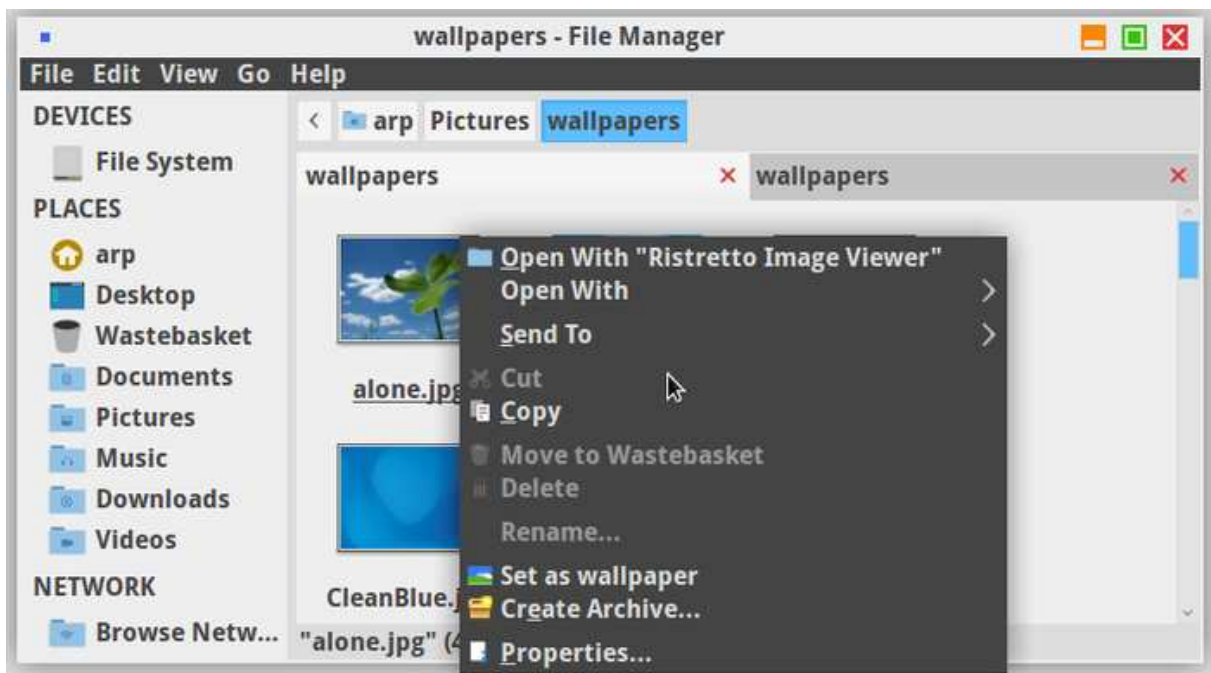 wallpapers - File Manager
File Edit View Go Help
DEVICES
File System
PLACES
arp
Desktop
Wastebasket
Documents
Pictures
Music
Downloads
Videos
NETWORK
Browse Netw...
< arp Pictures wallpapers
wallpapers wallpapers
alone.jpg
CleanBlue.j
"alone.jpg" (4
Open With "Ristretto Image Viewer"
Open With
Send To
Cut
Copy
Move to Wastebasket
Delete
Rename...
Set as wallpaper
Create Archive...
Properties...